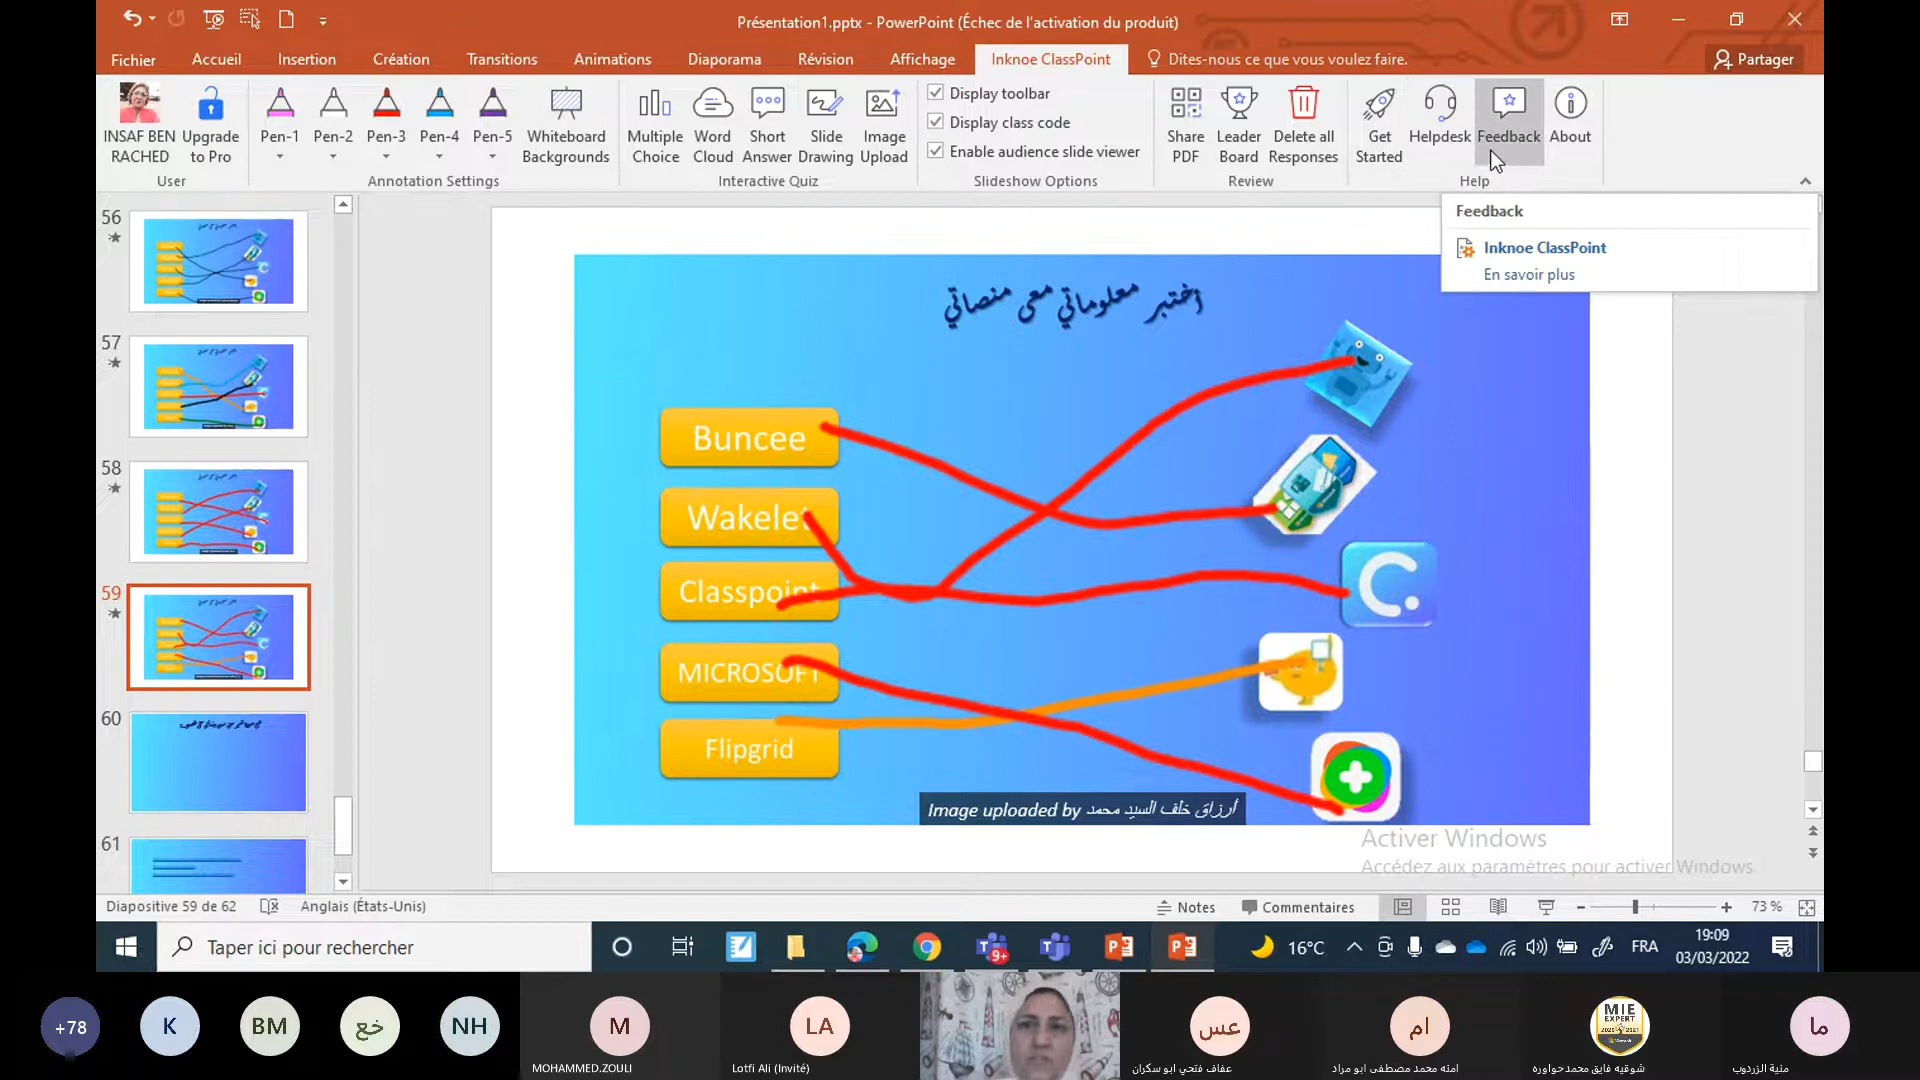 Présentation1.pptx - PowerPoint (Échec de l'activation du produit)
Fichier
Accueil
Insertion
Création
Transitions
Animations
Diaporama
Révision
Affichage
Inknoe ClassPoint
Dites-nous ce que vous voulez faire.
Partager
INSAF BEN RACHED
Upgrade to Pro
Pen-1
Pen-2
Pen-3
Pen-4
Pen-5
Whiteboard Backgrounds
Multiple Choice
Word Cloud
Short Answer
Slide Drawing
Image Upload
Display toolbar
Display class code
Enable audience slide viewer
Share PDF
Leader Board
Delete all Responses
Get Started
Helpdesk
Feedback
About
User
Annotation Settings
Interactive Quiz
Slideshow Options
Review
Help
Feedback
Inknoe ClassPoint
En savoir plus
56
57
58
59
60
61
أختبر معلوماتي معى منصاتي
Buncee
Wakelet
Classpoint
MICROSOFT
Flipgrid
Image uploaded by أرزاق خلف السيد محمد
Activer Windows
Accédez aux paramètres pour activer Windows.
Diapositive 59 de 62
Anglais (États-Unis)
Notes
Commentaires
73 %
Taper ici pour rechercher
9+
16°C
FRA
19:09
03/03/2022
+78
K
BM
خع
NH
M
LA
عس
ام
MIE
EXPERT
ما
MOHAMMED.ZOULI
Lotfi Ali (Invité)
عفاف فتحي ابو سكران
امنه محمد مصطفى ابو مراد
شوقيه فايق محمدحواوره
منية الزردوب